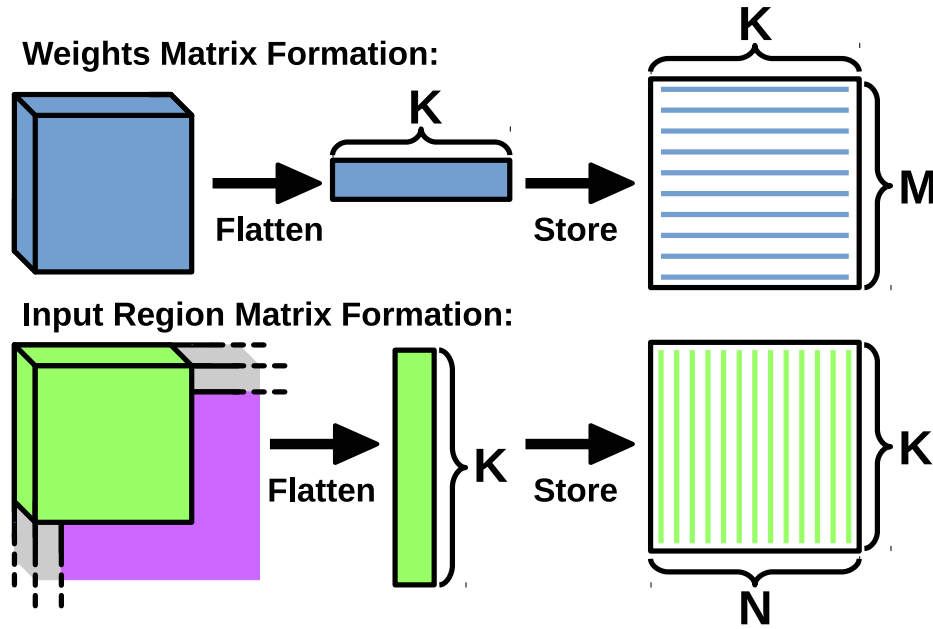 K
Weights Matrix Formation:
K
M
Flatten
Store
Input Region Matrix Formation:
K
K
Flatten
Store
N